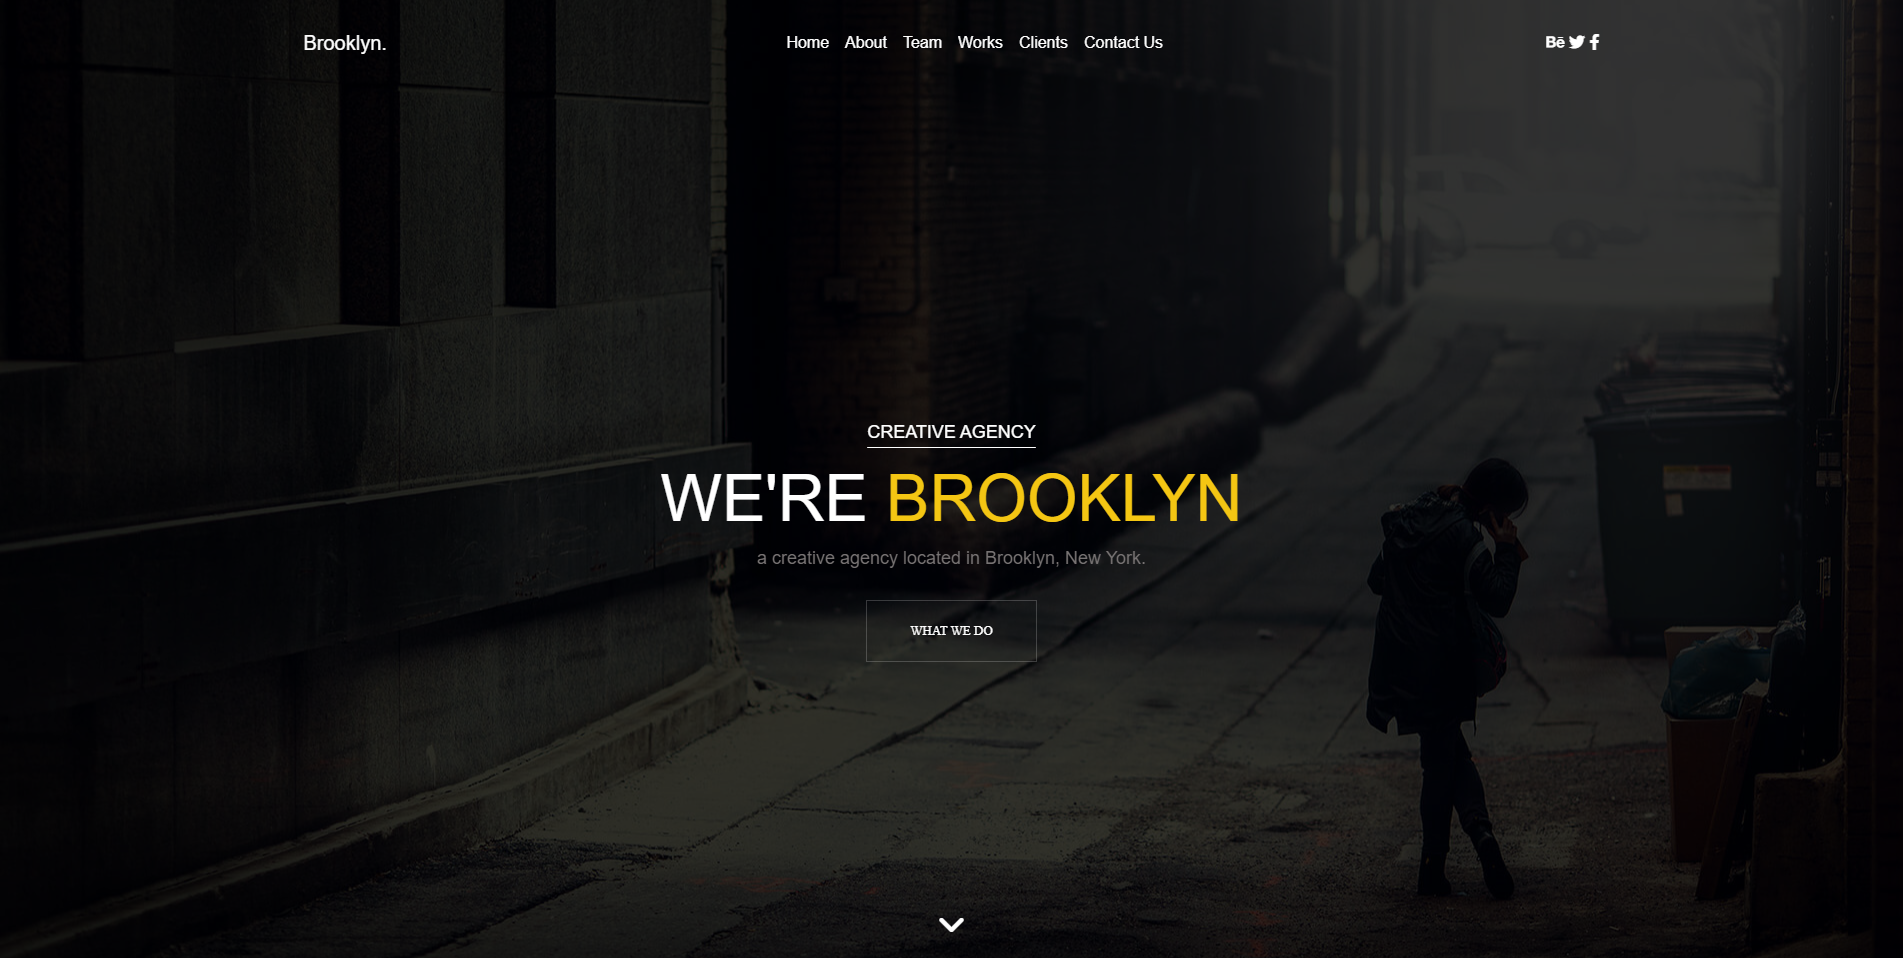 Brooklyn.
Home About Team Works Clients Contact Us
Bē
CREATIVE AGENCY
WE'RE BROOKLYN
a creative agency located in Brooklyn, New York.
WHAT WE DO